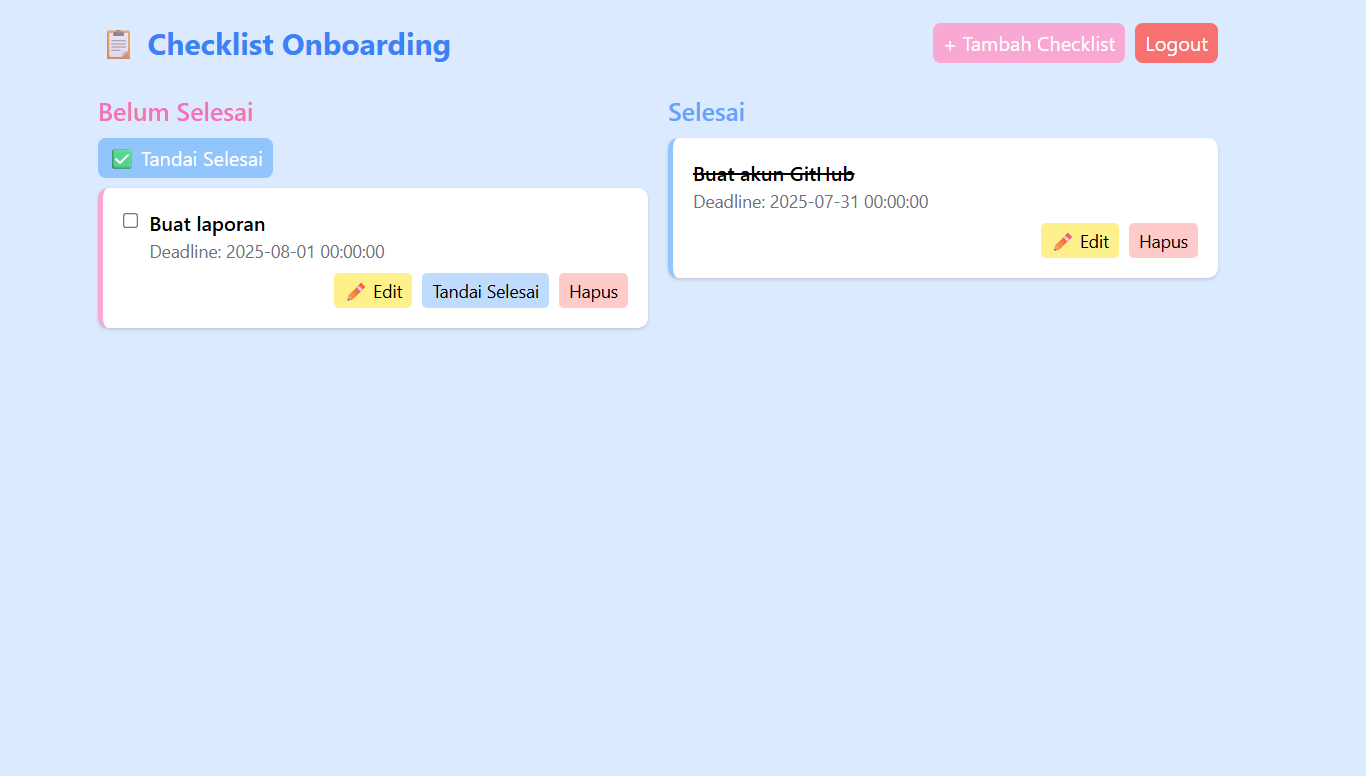 Checklist Onboarding
+ Tambah Checklist
Logout
Belum Selesai
Tandai Selesai
Buat laporan
Deadline: 2025-08-01 00:00:00
Edit
Tandai Selesai
Hapus
Selesai
Buat akun GitHub
Deadline: 2025-07-31 00:00:00
Edit
Hapus